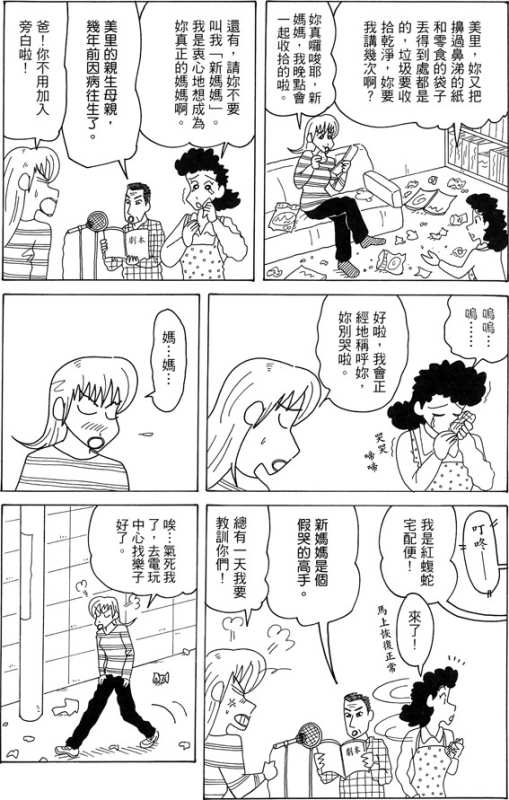 美里，妳又把
擤過鼻涕的紙
和零食的袋子
丟得到處都是
的，垃圾要收
拾乾淨，妳要
我講幾次啊？
妳真囉唆耶，新
媽媽，我晚點會
一起收拾的啦。
還有，請妳不要
叫我「新媽媽」。
我是衷心地想成為
妳真正的媽媽啊。
美里的親生母親，
幾年前因病往生了。
爸！你不用加入
旁白啦！
劇本
嗚嗚…
嗚……
好啦，我會正
經地稱呼妳，
妳別哭啦。
哭哭
啼啼
媽…媽…
叮咚——
我是紅蝮蛇
宅配便！
來了！
馬上恢復正常
新媽媽是個
假哭的高手。
總有一天我要
教訓你們！
劇本
唉…氣死我
了，去電玩
中心找樂子
好了。